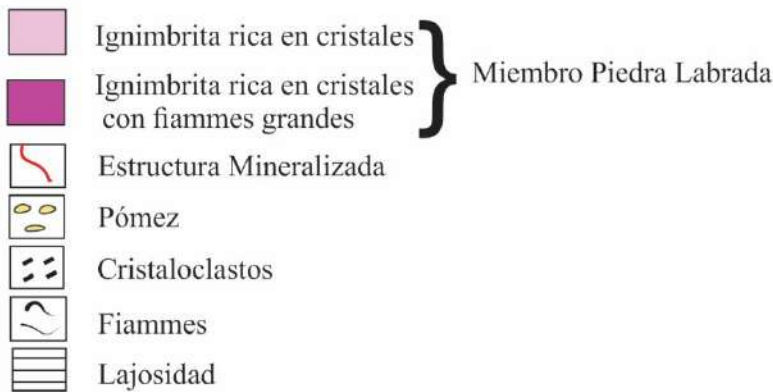 Ignimbrita rica en cristales
Ignimbrita rica en cristales
con fiammes grandes
Miembro Piedra Labrada
Estructura Mineralizada
Pómez
Cristaloclastos
Fiammes
Lajosidad